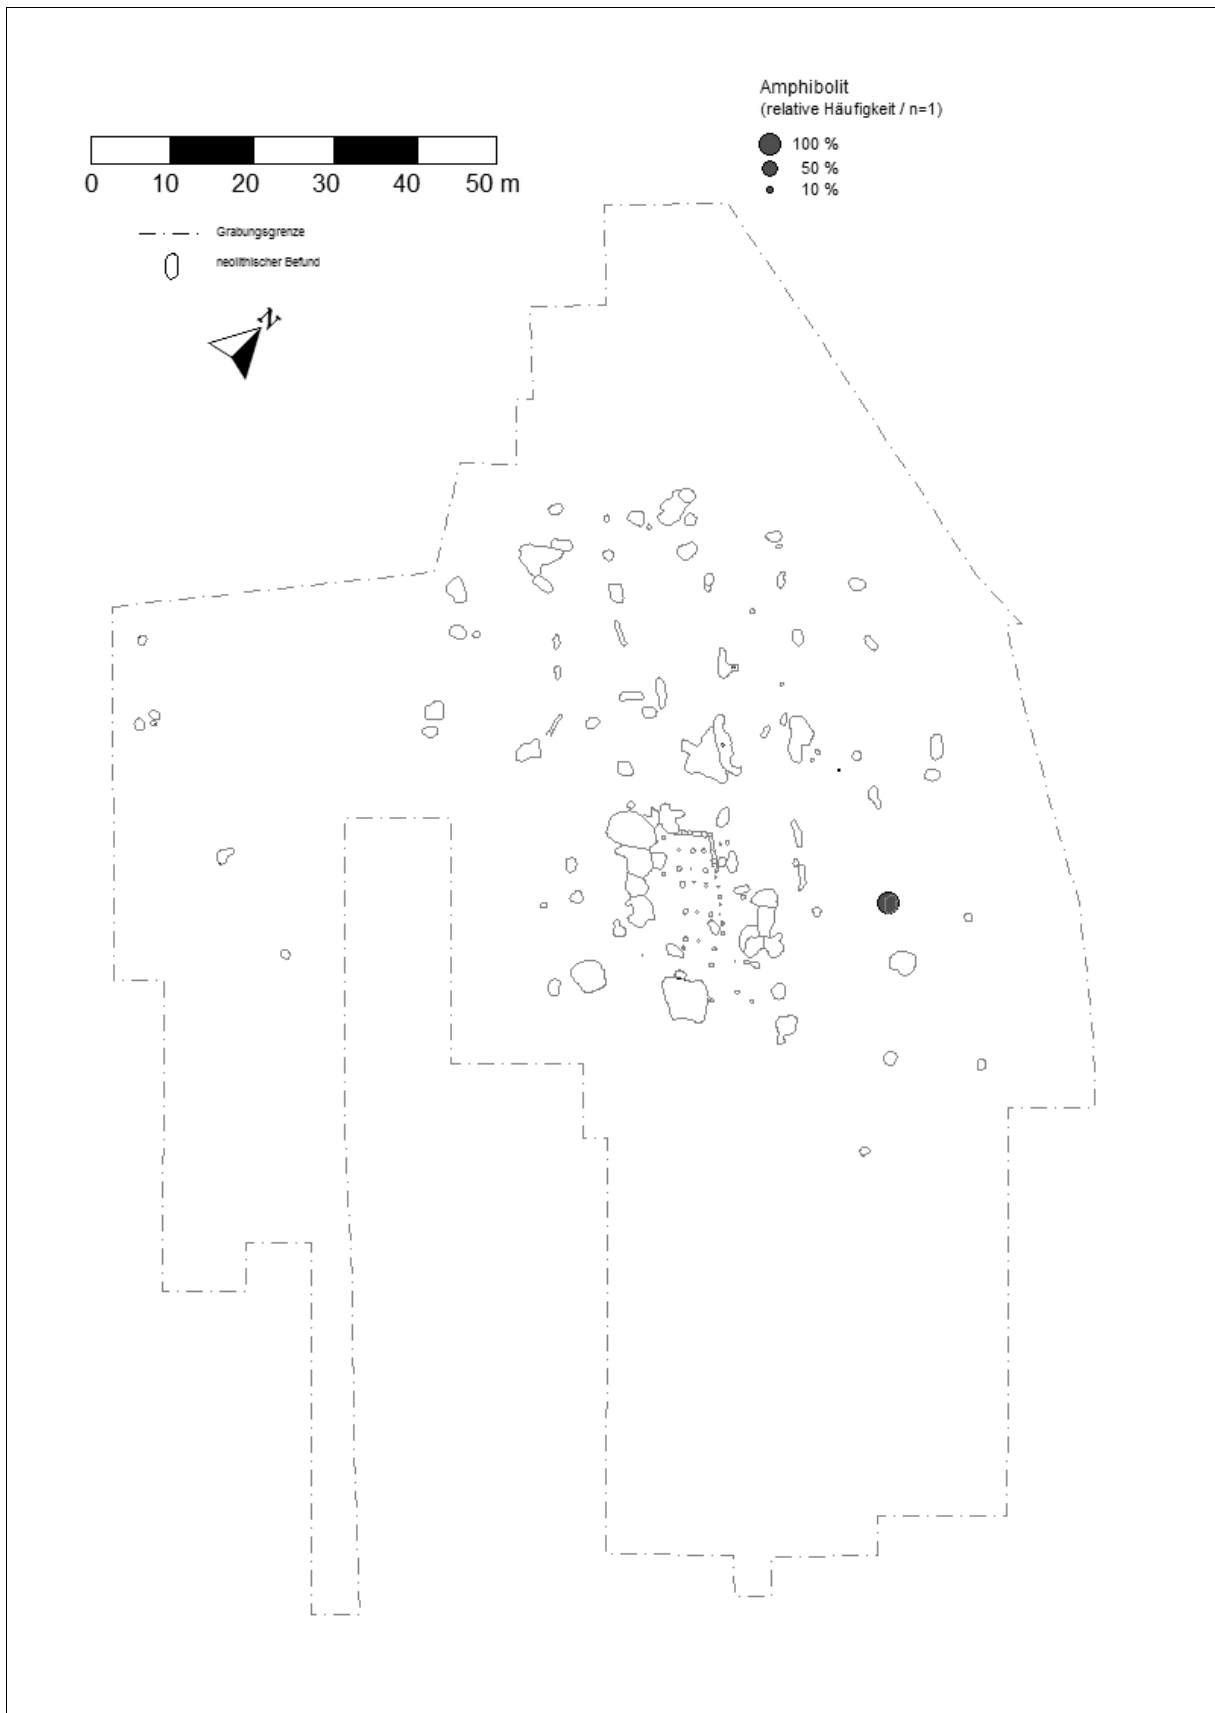 Amphibolit
(relative Häufigkeit / n=1)
100 %
50 %
10 %
0 10 20 30 40 50 m
Grabungsgrenze
neolithischer Befund
N